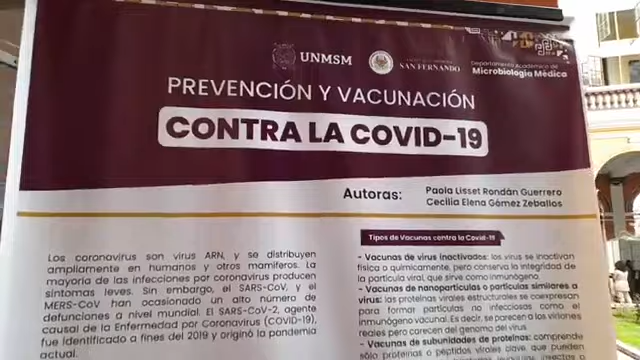 UNMSM
SAN FERNANDO
Departamento Académico de
Microbiología Médica
PREVENCIÓN Y VACUNACIÓN
CONTRA LA COVID-19
Autoras:
Paola Lisset Rondán Guerrero
Cecilia Elena Gómez Zeballos
Los coronavirus son virus ARN, y se distribuyen
ampliamente en humanos y otros mamíferos. La
mayoría de las infecciones por coronavirus producen
síntomas leves. Sin embargo, el SARS-CoV, y el
MERS-CoV han ocasionado un alto número de
defunciones a nivel mundial. El SARS-CoV-2, agente
causal de la Enfermedad por Coronavirus (COVID-19),
fue identificado a fines del 2019 y originó la pandemia
actual.
Tipos de Vacunas contra la Covid-19
- Vacunas de virus inactivados: los virus se inactivan
física o químicamente, pero conserva la integridad de
la partícula viral, que sirve como inmunógeno.
- Vacunas de nanopartículas o partículas similares a
virus: las proteínas virales estructurales se coexpresan
para formar partículas no infecciosas como el
inmunógeno vacunal. Es decir, se parecen a los viriones
reales pero carecen del genoma del virus
- Vacunas de subunidades de proteínas: comprende
sólo proteínas o péptidos virales clave, que pueden